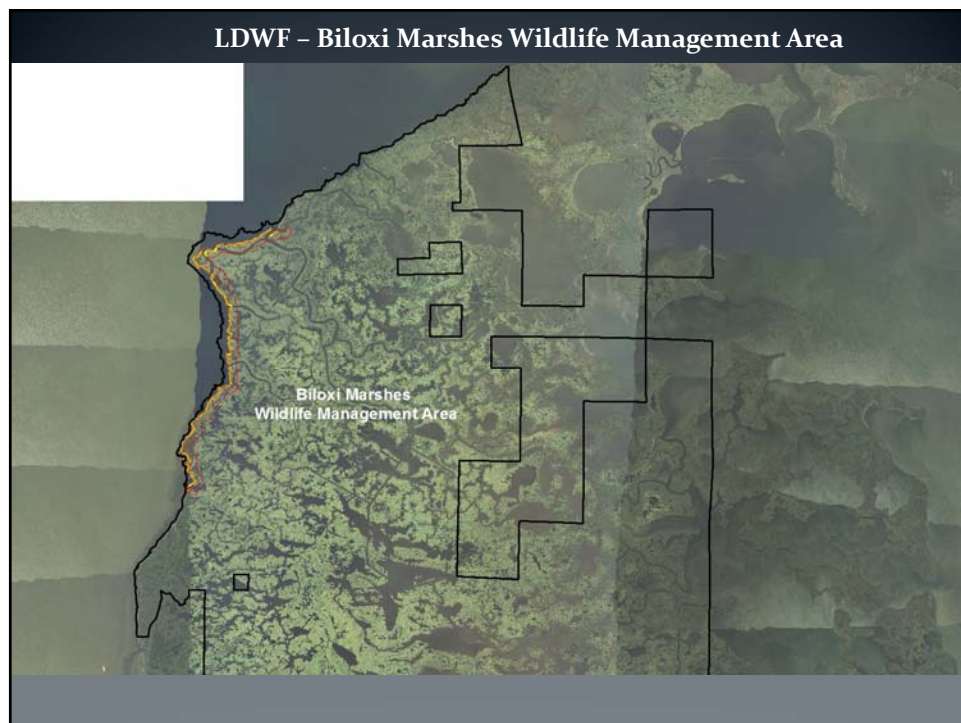 LDWF – Biloxi Marshes Wildlife Management Area
Biloxi Marshes
Wildlife Management Area